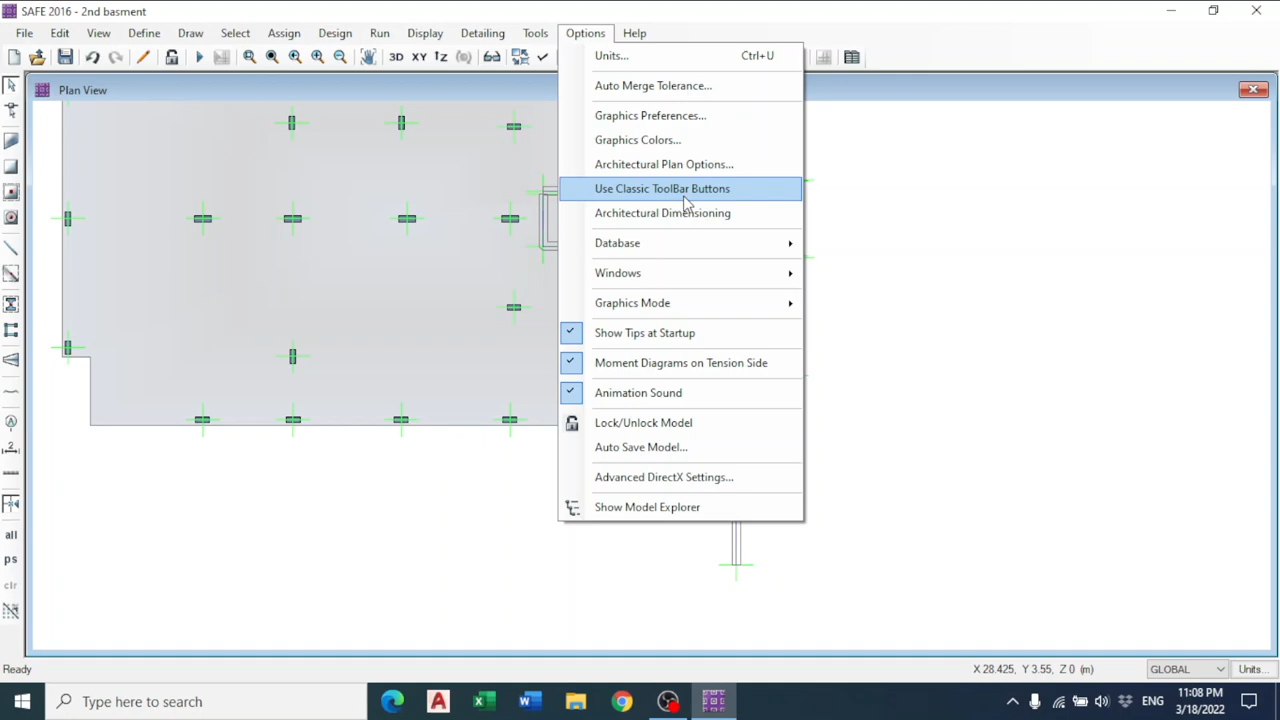 SAFE 2016 - 2nd basment
File Edit View Define Draw Select Assign Design Run Display Detailing Tools Options Help
3D XY
Plan View
Units... Ctrl+U
Auto Merge Tolerance...
Graphics Preferences...
Graphics Colors...
Architectural Plan Options...
Use Classic ToolBar Buttons
Architectural Dimensioning
Database
Windows
Graphics Mode
Show Tips at Startup
Moment Diagrams on Tension Side
Animation Sound
Lock/Unlock Model
Auto Save Model...
Advanced DirectX Settings...
Show Model Explorer
all
ps
clr
Ready X 28.425, Y 3.55, Z 0 (m) GLOBAL Units...
Type here to search ENG 11:08 PM
3/18/2022